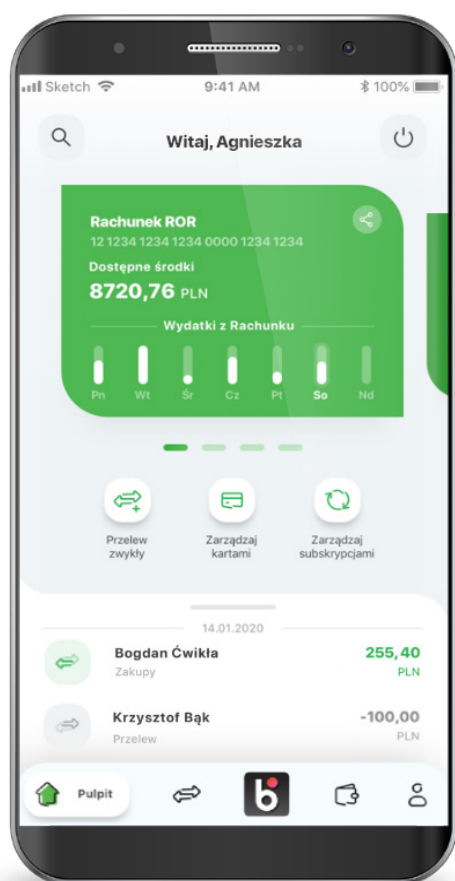 Sketch 9:41 AM 100%
Witaj, Agnieszka
Rachunek ROR
12 1234 1234 1234 0000 1234 1234
Dostępne środki
8720,76 PLN
Wydatki z Rachunku
Pn Wt Śr Cz Pt So Nd
Przelew zwykły
Zarządzaj kartami
Zarządzaj subskrypcjami
14.01.2020
Bogdan Ćwikła 255,40
Zakupy PLN
Krzysztof Bąk -100,00
Przelew PLN
Pulpit b